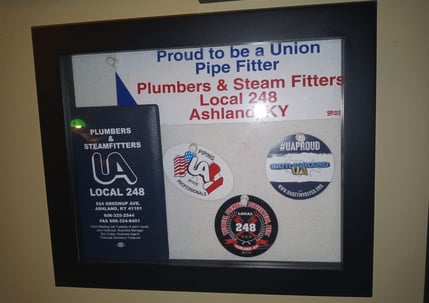 Proud to be a Union
Pipe Fitter
Plumbers & Steam Fitters
Local 248
Ashland, KY
PLUMBERS &
STEAMFITTERS
UA
LOCAL 248
924 GREENUP AVE.
ASHLAND, KY 41101
606-325-2544
FAX 606-324-8401
PIPING
UA
PROFESSIONALS
#UAPROUD
UA
LOCAL
248
ASHLAND, KY